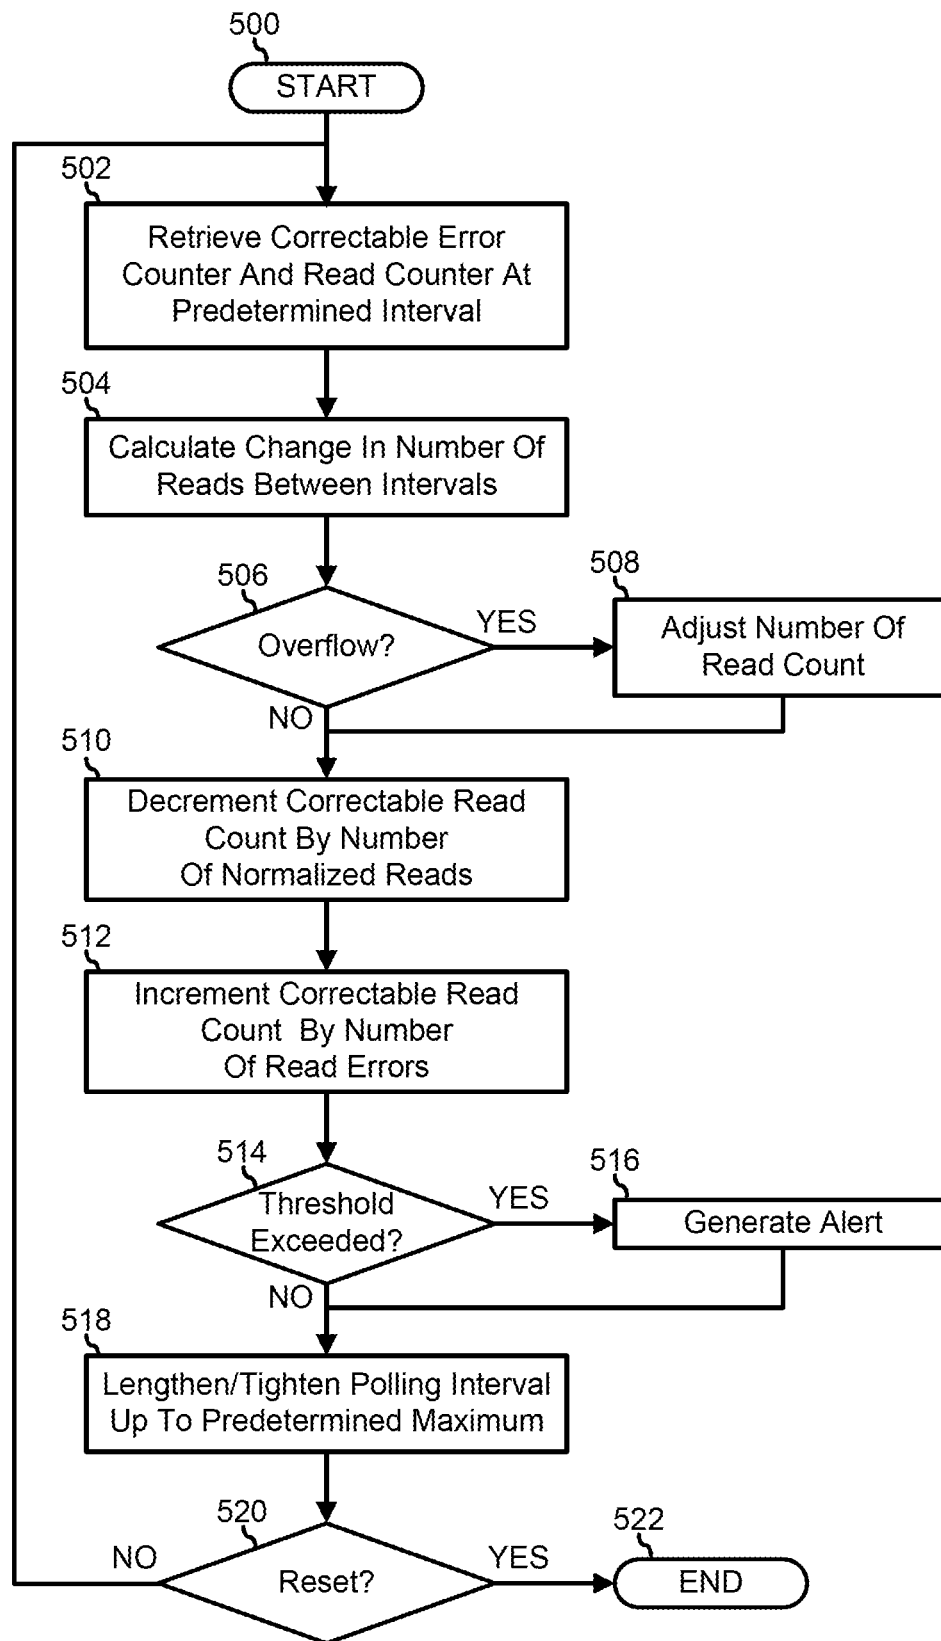 500
START
502
Retrieve Correctable Error
Counter And Read Counter At
Predetermined Interval
504
Calculate Change In Number Of
Reads Between Intervals
506
Overflow?
YES
NO
508
Adjust Number Of
Read Count
510
Decrement Correctable Read
Count By Number
Of Normalized Reads
512
Increment Correctable Read
Count By Number
Of Read Errors
514
Threshold
Exceeded?
YES
NO
516
Generate Alert
518
Lengthen/Tighten Polling Interval
Up To Predetermined Maximum
520
Reset?
NO
YES
522
END